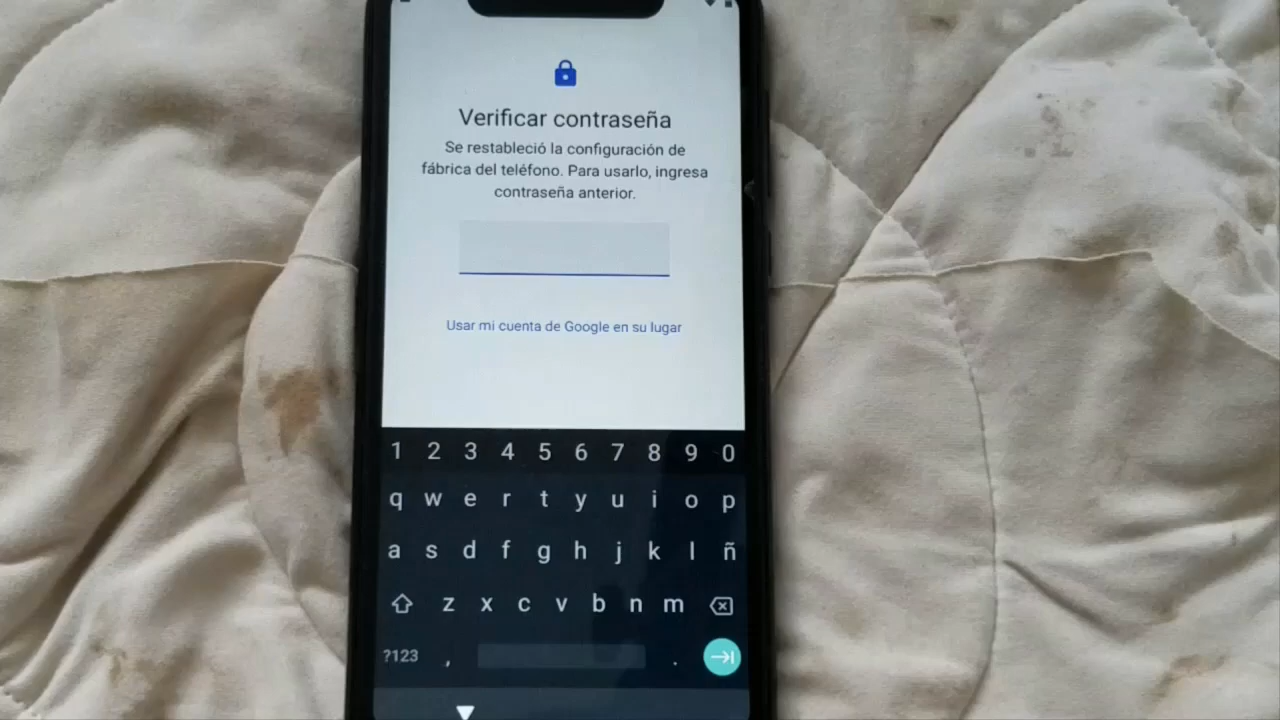 Verificar contraseña
Se restableció la configuración de
fábrica del teléfono. Para usarlo, ingresa
contraseña anterior.
Usar mi cuenta de Google en su lugar
1 2 3 4 5 6 7 8 9 0
q w e r t y u i o p
a s d f g h j k l ñ
z x c v b n m
?123 , .